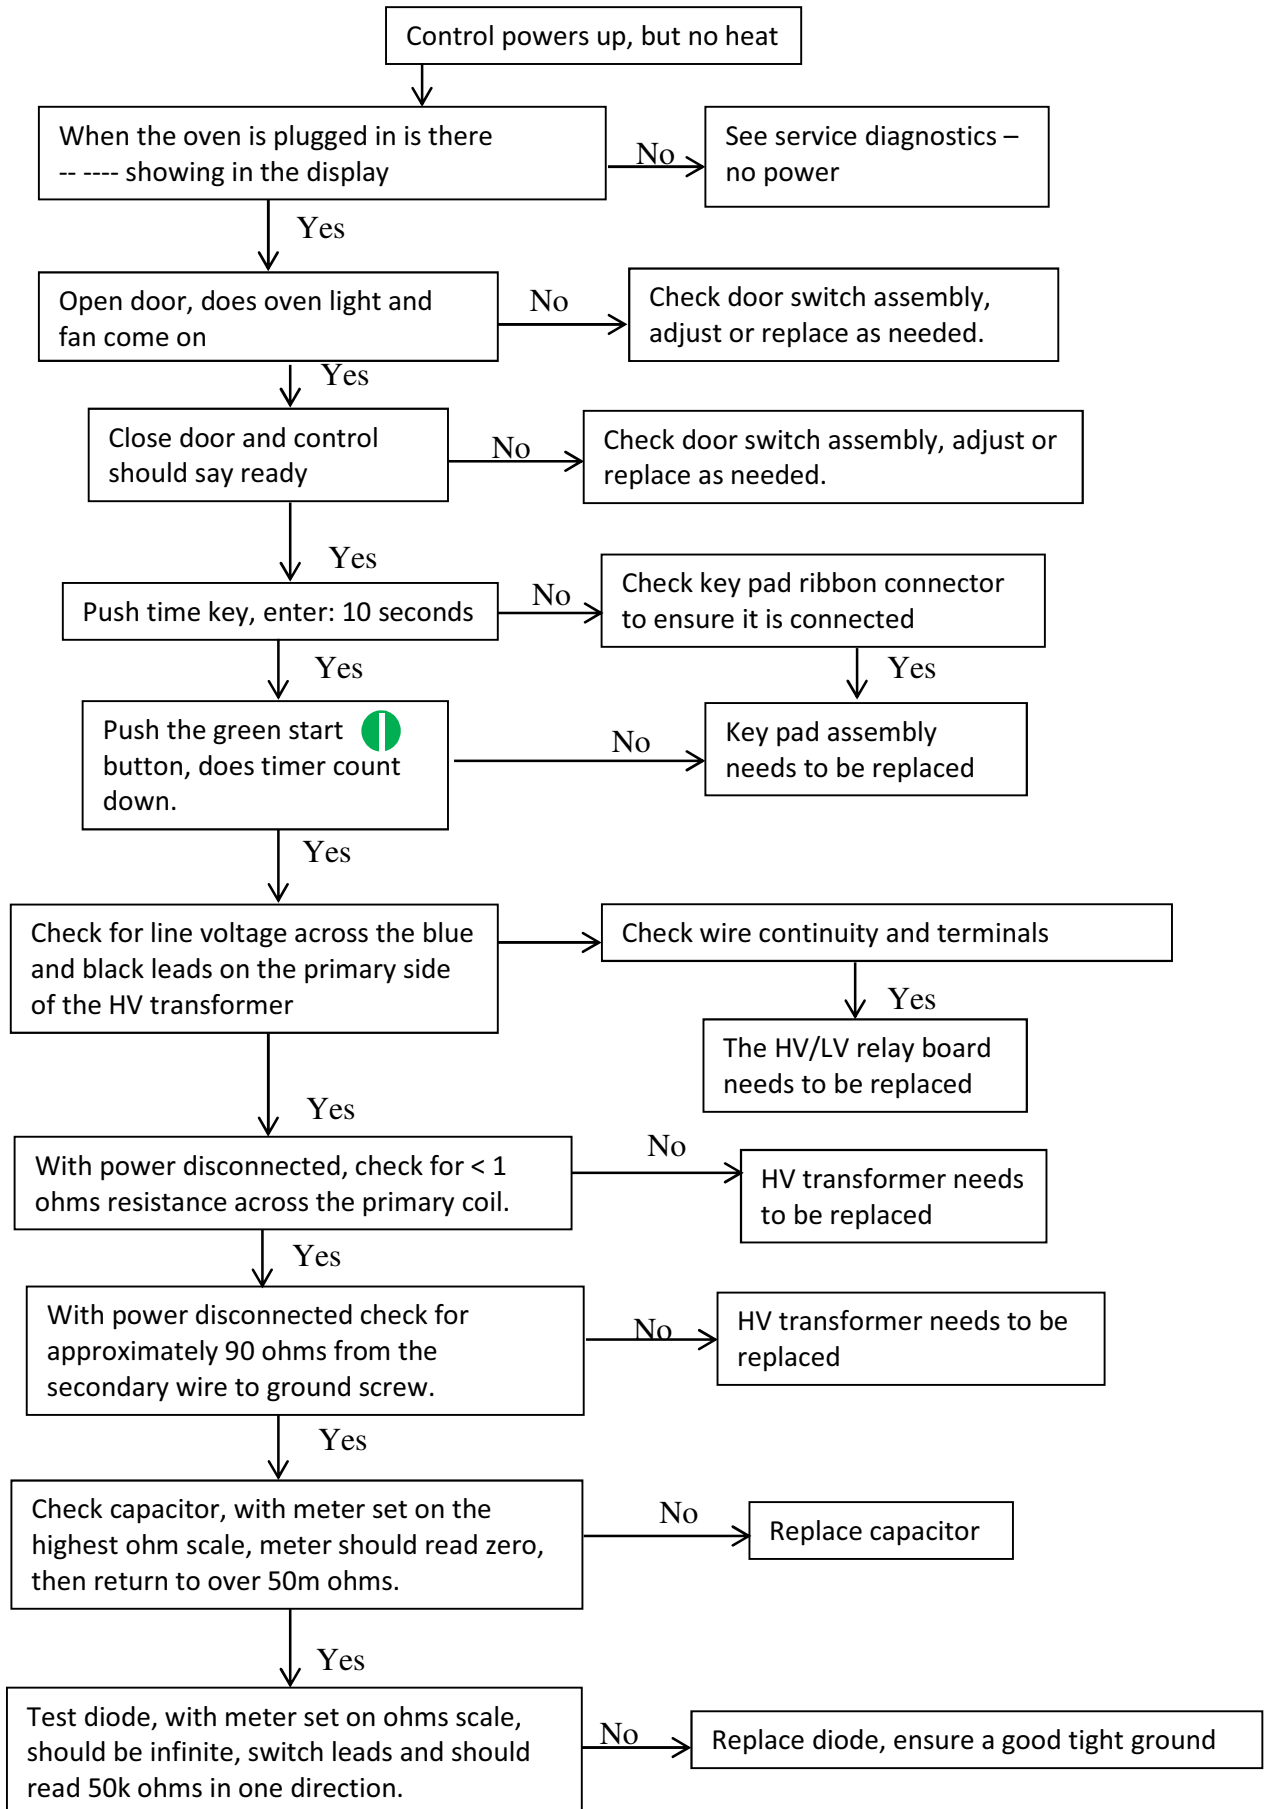 Control powers up, but no heat
When the oven is plugged in is there
-- ---- showing in the display
No
See service diagnostics –
no power
Yes
Open door, does oven light and
fan come on
No
Check door switch assembly,
adjust or replace as needed.
Yes
Close door and control
should say ready
No
Check door switch assembly, adjust or
replace as needed.
Yes
Push time key, enter: 10 seconds
No
Check key pad ribbon connector
to ensure it is connected
Yes
Yes
Push the green start
button, does timer count
down.
No
Key pad assembly
needs to be replaced
Yes
Check for line voltage across the blue
and black leads on the primary side
of the HV transformer
Check wire continuity and terminals
Yes
The HV/LV relay board
needs to be replaced
Yes
With power disconnected, check for < 1
ohms resistance across the primary coil.
No
HV transformer needs
to be replaced
Yes
With power disconnected check for
approximately 90 ohms from the
secondary wire to ground screw.
No
HV transformer needs to be
replaced
Yes
Check capacitor, with meter set on the
highest ohm scale, meter should read zero,
then return to over 50m ohms.
No
Replace capacitor
Yes
Test diode, with meter set on ohms scale,
should be infinite, switch leads and should
read 50k ohms in one direction.
No
Replace diode, ensure a good tight ground